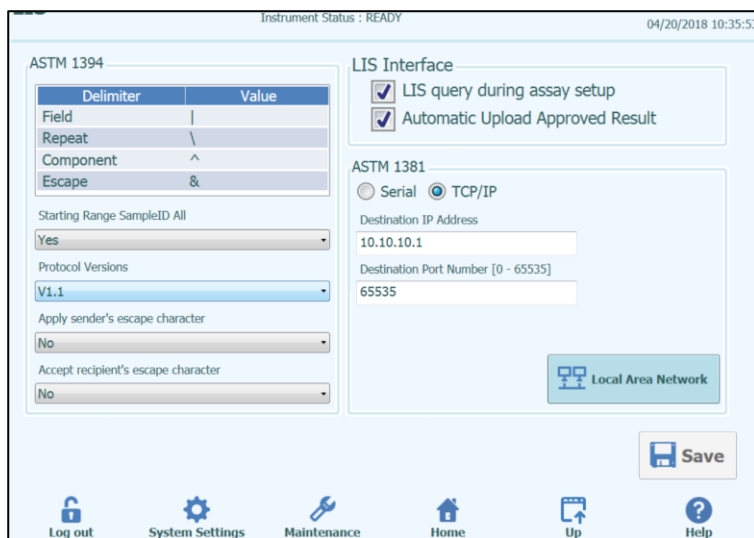 Instrument Status : READY
04/20/2018 10:35:53
ASTM 1394
Delimiter Value
Field |
Repeat \
Component ^
Escape &
Starting Range SampleID All
Yes
Protocol Versions
V1.1
Apply sender's escape character
No
Accept recipient's escape character
No
LIS Interface
LIS query during assay setup
Automatic Upload Approved Result
ASTM 1381
Serial TCP/IP
Destination IP Address
10.10.10.1
Destination Port Number [0 - 65535]
65535
Local Area Network
Save
Log out System Settings Maintenance Home Up Help